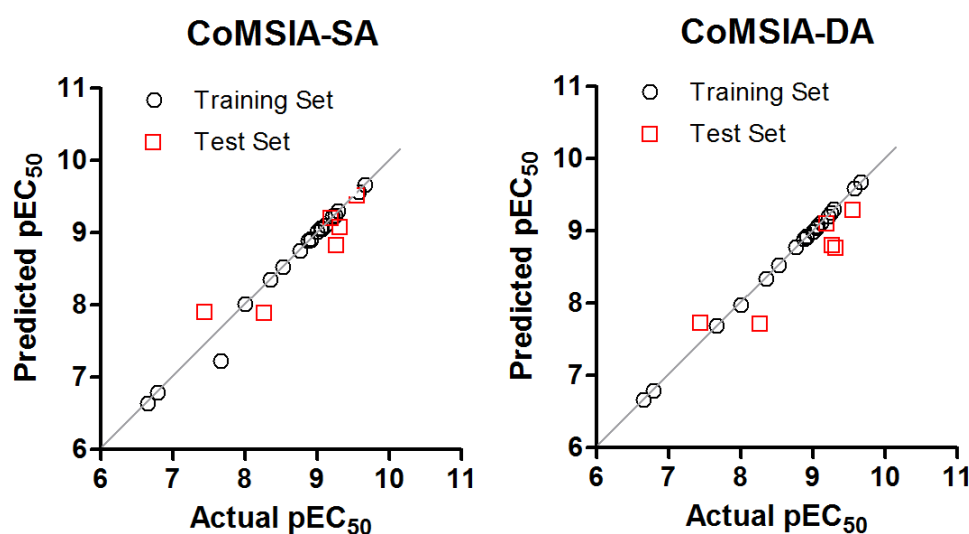 CoMSIA-SA
Training Set
Test Set
11
10
9
8
7
6
Predicted pEC50
6 7 8 9 10 11
Actual pEC50
CoMSIA-DA
Training Set
Test Set
11
10
9
8
7
6
Predicted pEC50
6 7 8 9 10 11
Actual pEC50